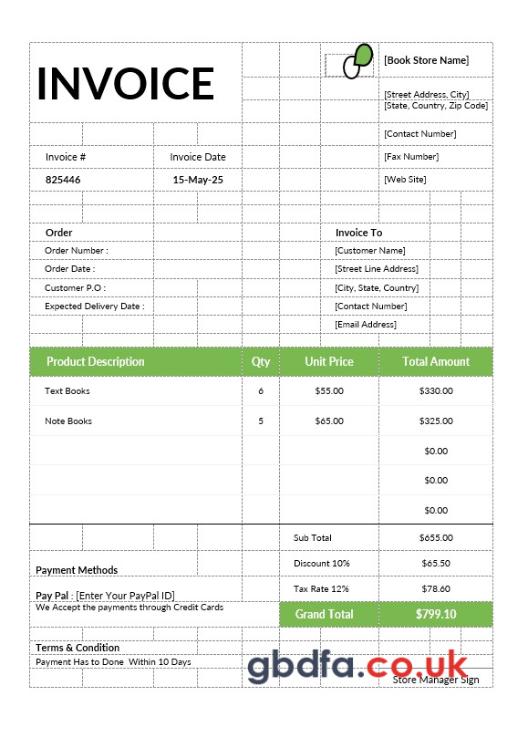 INVOICE
[Book Store Name]
[Street Address, City]
[State, Country, Zip Code]
[Contact Number]
Invoice # Invoice Date [Fax Number]
825446 15-May-25 [Web Site]
Order Invoice To
Order Number : [Customer Name]
Order Date : [Street Line Address]
Customer P.O : [City, State, Country]
Expected Delivery Date : [Contact Number]
[Email Address]
Product Description Qty Unit Price Total Amount
Text Books 6 $55.00 $330.00
Note Books 5 $65.00 $325.00
$0.00
$0.00
$0.00
Sub Total $655.00
Discount 10% $65.50
Payment Methods
Tax Rate 12% $78.60
Pay Pal : [Enter Your PayPal ID]
We Accept the payments through Credit Cards
Grand Total $799.10
Terms & Condition
Payment Has to Done Within 10 Days
gbdfa.co.uk
Store Manager Sign